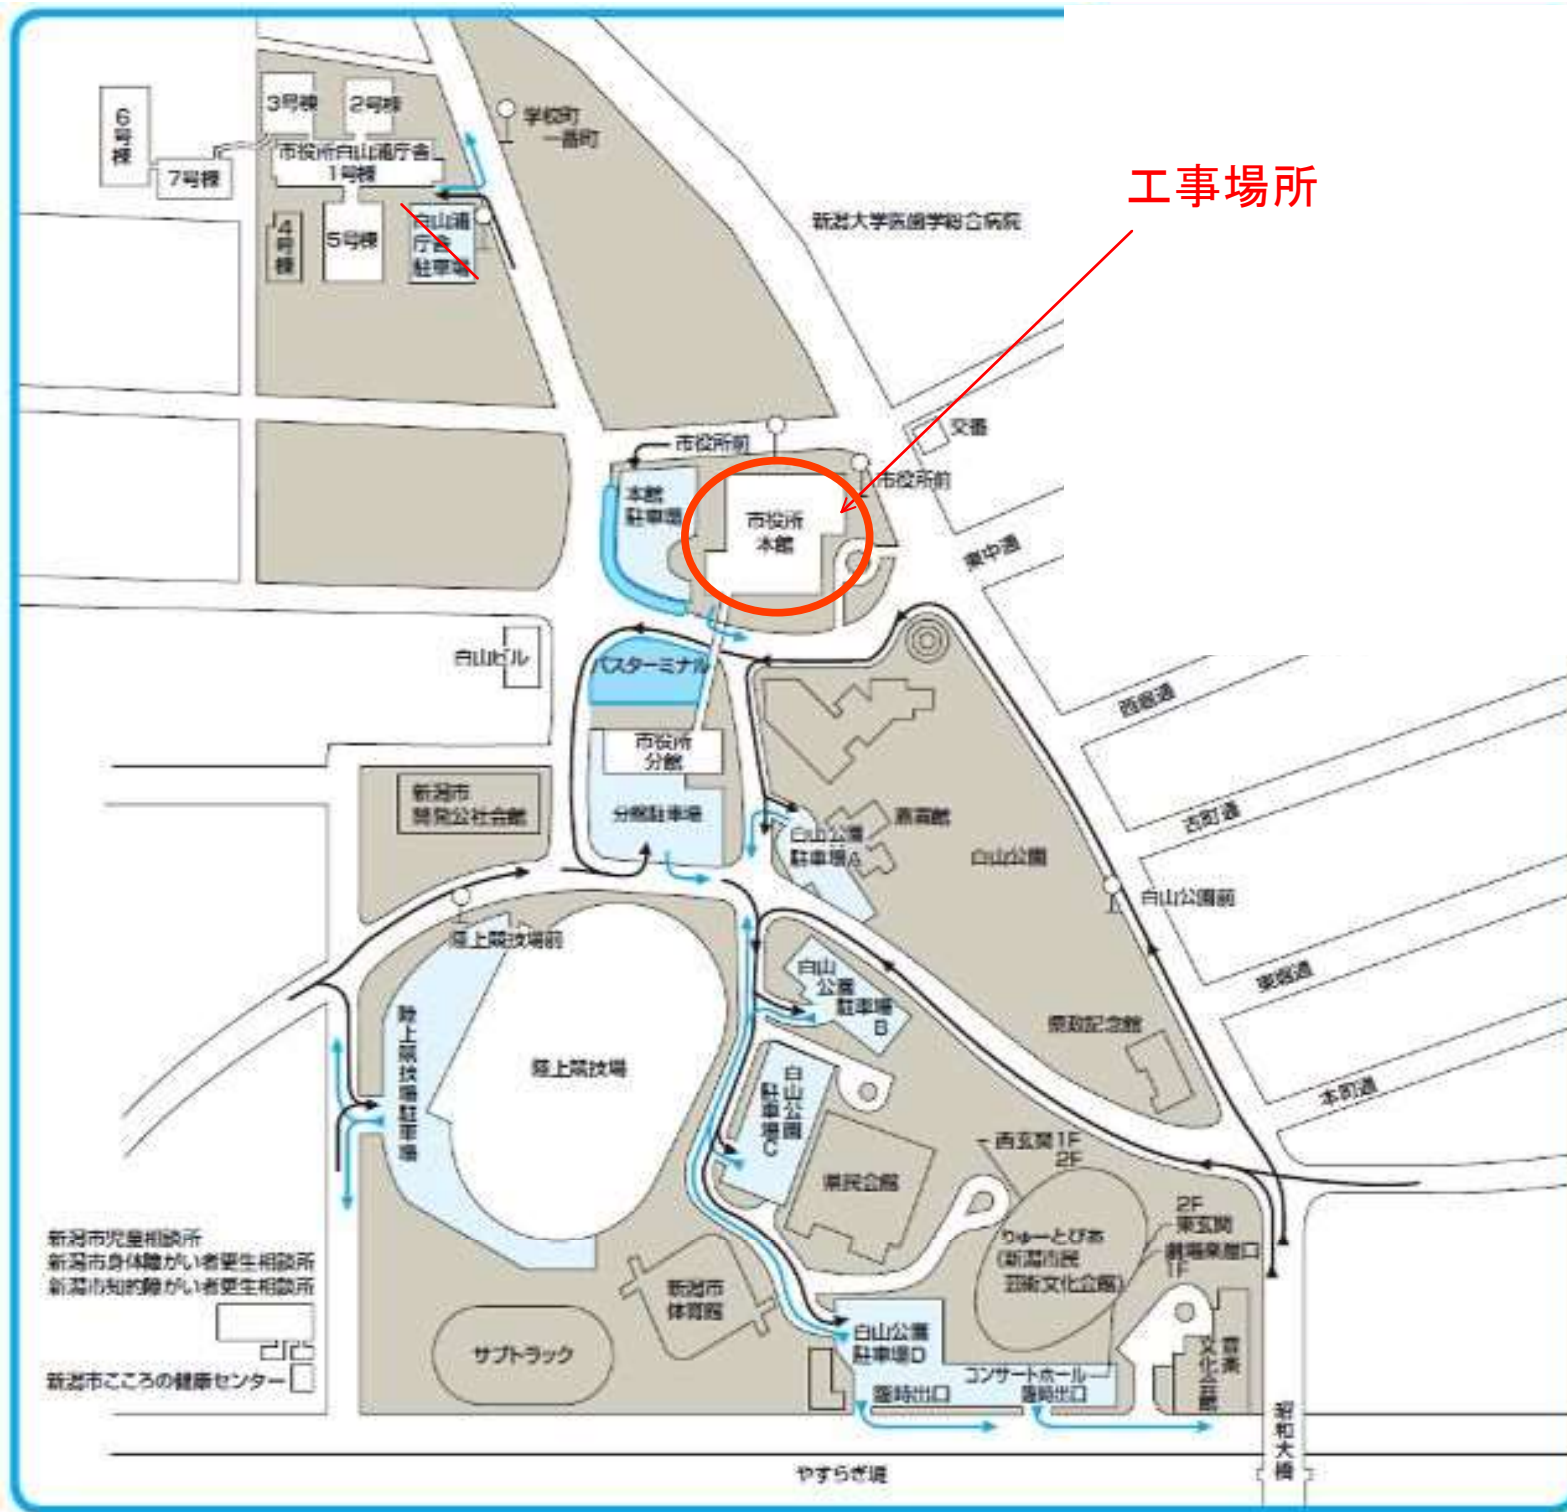 工事場所
3号棟
2号棟
6号棟
7号棟
市役所白山浦庁舎
1号棟
4号棟
5号棟
白山浦
庁舎
駐車場
学校町
一番町
新潟大学医歯学総合病院
交番
市役所前
市役所前
本館
駐車場
市役所
本館
東中通
白山ビル
バスターミナル
西堀通
市役所
分館
新潟市
開発公社会館
分館駐車場
白山公園
駐車場A
燕喜館
白山公園
古町通
白山公園前
陸上競技場前
白山
公園
駐車場
B
東堀通
県政記念館
陸上競技場駐車場
陸上競技場
白山公園
駐車場C
本町通
西玄関1F
2F
県民会館
2F
東玄関
劇場楽屋口
1F
りゅーとぴあ
(新潟市民
芸術文化会館)
新潟市児童相談所
新潟市身体障がい者更生相談所
新潟市知的障がい者更生相談所
新潟市
体育館
サブトラック
白山公園
駐車場D
コンサートホール
臨時出口
臨時出口
音楽
文化会館
新潟市こころの健康センター
昭和大橋
やすらぎ堤